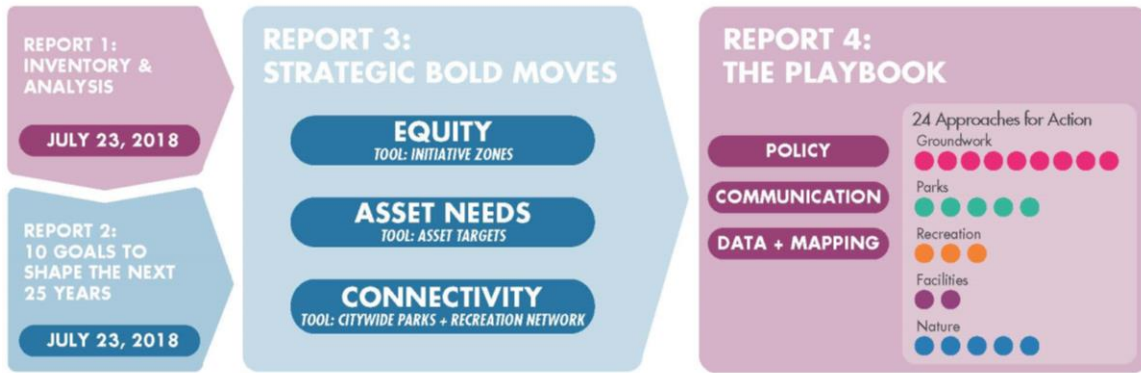 REPORT 1:
INVENTORY &
ANALYSIS
JULY 23, 2018
REPORT 2:
10 GOALS TO
SHAPE THE NEXT
25 YEARS
JULY 23, 2018
REPORT 3:
STRATEGIC BOLD MOVES
EQUITY
TOOL: INITIATIVE ZONES
ASSET NEEDS
TOOL: ASSET TARGETS
CONNECTIVITY
TOOL: CITYWIDE PARKS + RECREATION NETWORK
REPORT 4:
THE PLAYBOOK
POLICY
COMMUNICATION
DATA + MAPPING
24 Approaches for Action
Groundwork
Parks
Recreation
Facilities
Nature